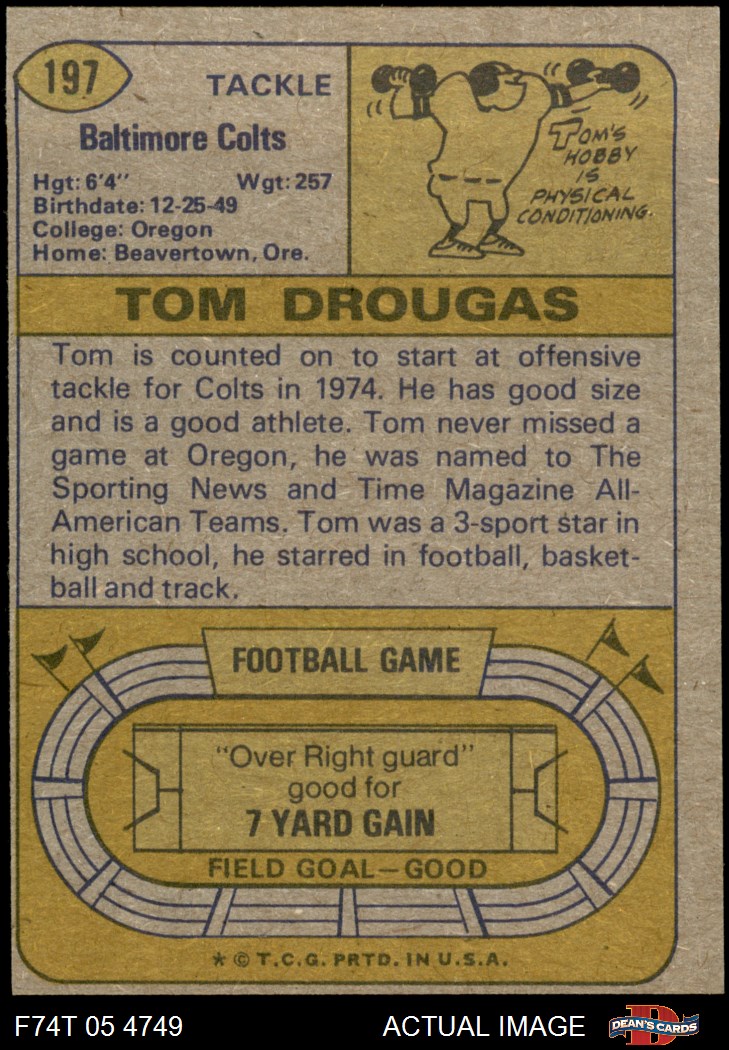 197
TACKLE
Baltimore Colts
Hgt: 6'4" Wgt: 257
Birthdate: 12-25-49
College: Oregon
Home: Beavertown, Ore.
TOM'S
HOBBY
IS
PHYSICAL
CONDITIONING.
TOM DROUGAS
Tom is counted on to start at offensive
tackle for Colts in 1974. He has good size
and is a good athlete. Tom never missed a
game at Oregon, he was named to The
Sporting News and Time Magazine All-
American Teams. Tom was a 3-sport star in
high school, he starred in football, basket-
ball and track.
FOOTBALL GAME
"Over Right guard"
good for
7 YARD GAIN
FIELD GOAL—GOOD
* © T.C.G. PRTD. IN U.S.A.
F74T 05 4749 ACTUAL IMAGE DEAN'S CARDS